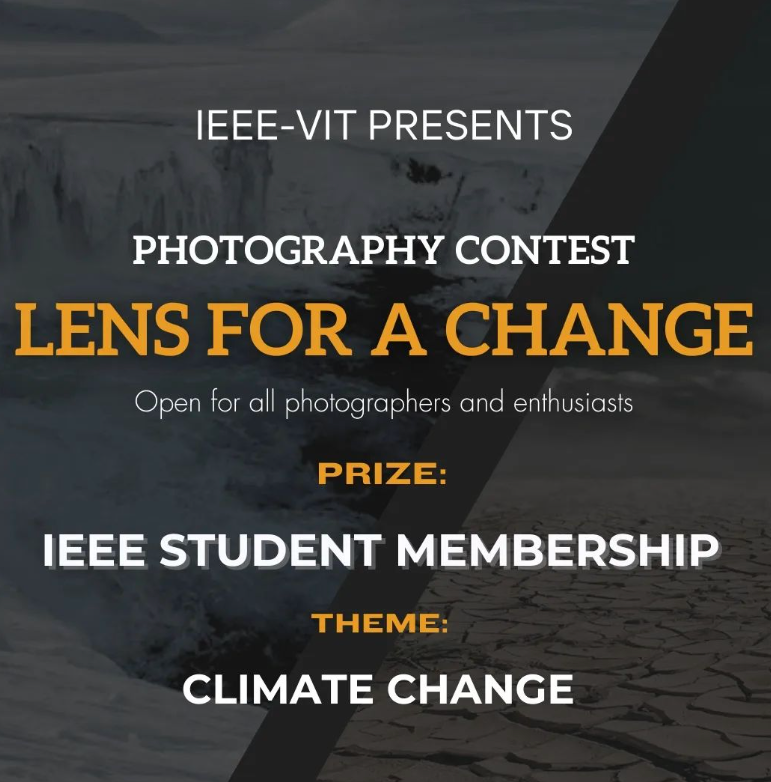 IEEE-VIT PRESENTS
PHOTOGRAPHY CONTEST
LENS FOR A CHANGE
Open for all photographers and enthusiasts
PRIZE:
IEEE STUDENT MEMBERSHIP
THEME:
CLIMATE CHANGE